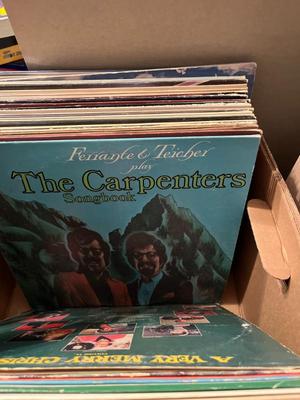 Ferrante & Teicher
play
The Carpenters
Songbook
A VERY MERRY CHRIS